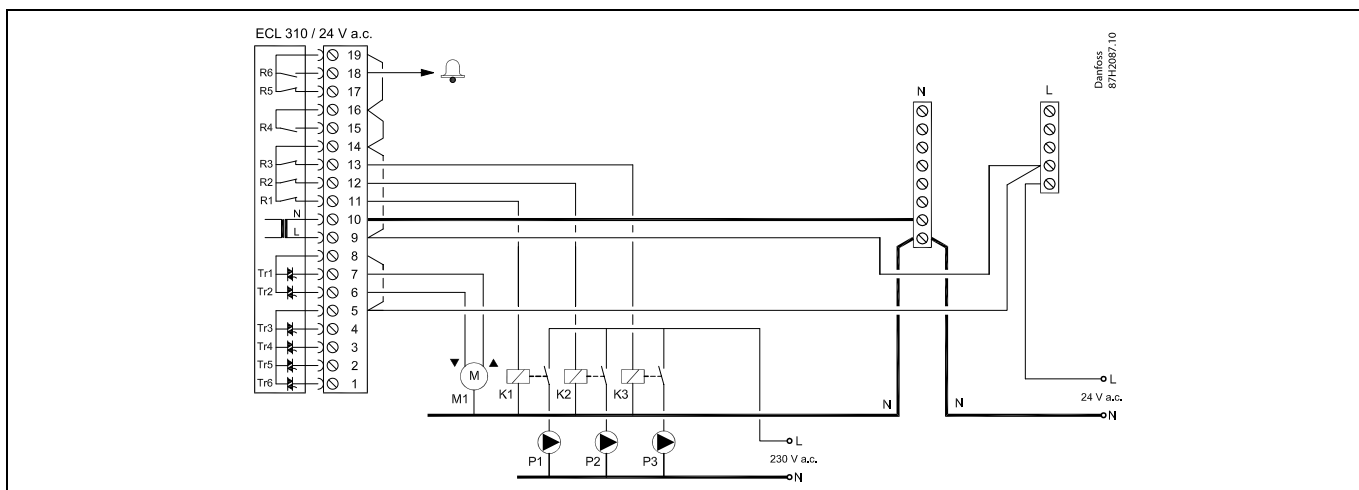 ECL 310 / 24 V a.c.
19
R6 18
R5 17
16
R4 15
14
R3 13
R2 12
R1 11
N 10
L 9
8
Tr1 7
Tr2 6
5
Tr3 4
Tr4 3
Tr5 2
Tr6 1
N
L
Danfoss
87H2087.10
M
M1
K1
K2
K3
N
N
L
24 V a.c.
N
P1
P2
P3
L
230 V a.c.
N